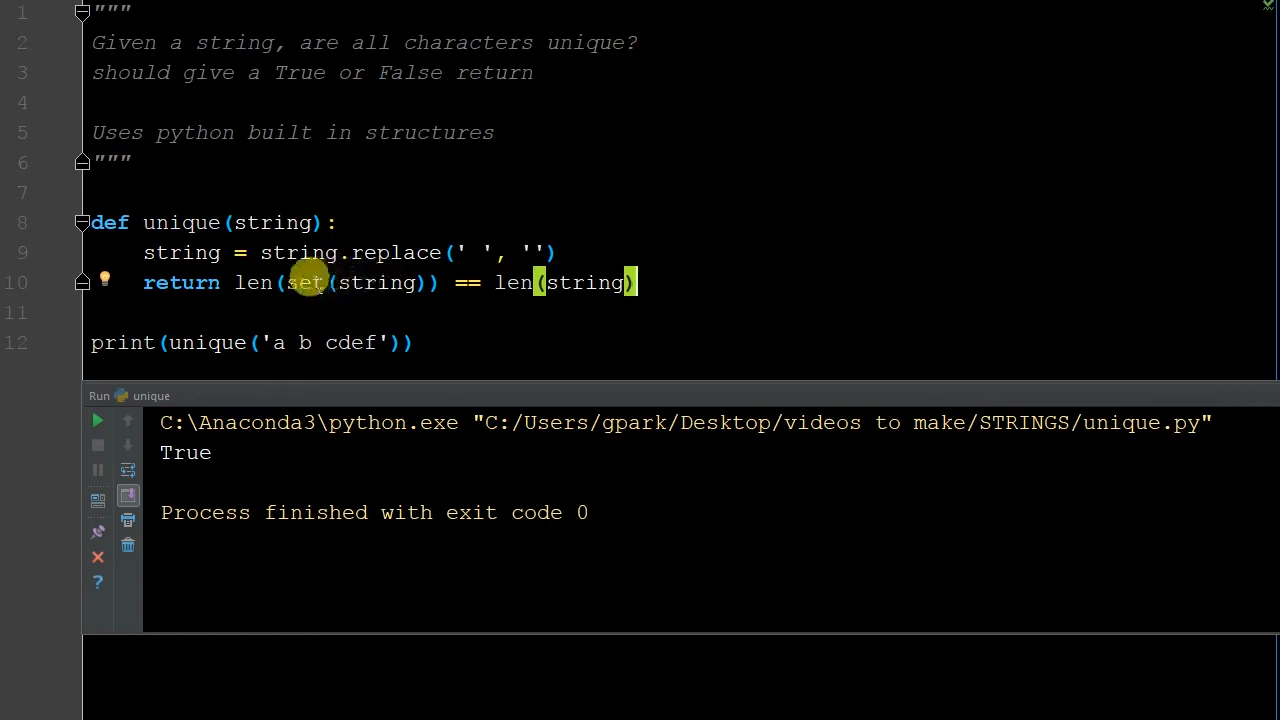 1 """
2 Given a string, are all characters unique?
3 should give a True or False return
4
5 Uses python built in structures
6 """
7
8 def unique(string):
9 string = string.replace(' ', '')
10 return len(set(string)) == len(string)
11
12 print(unique('a b cdef'))
Run unique
C:\Anaconda3\python.exe "C:/Users/gpark/Desktop/videos to make/STRINGS/unique.py"
True
Process finished with exit code 0
?